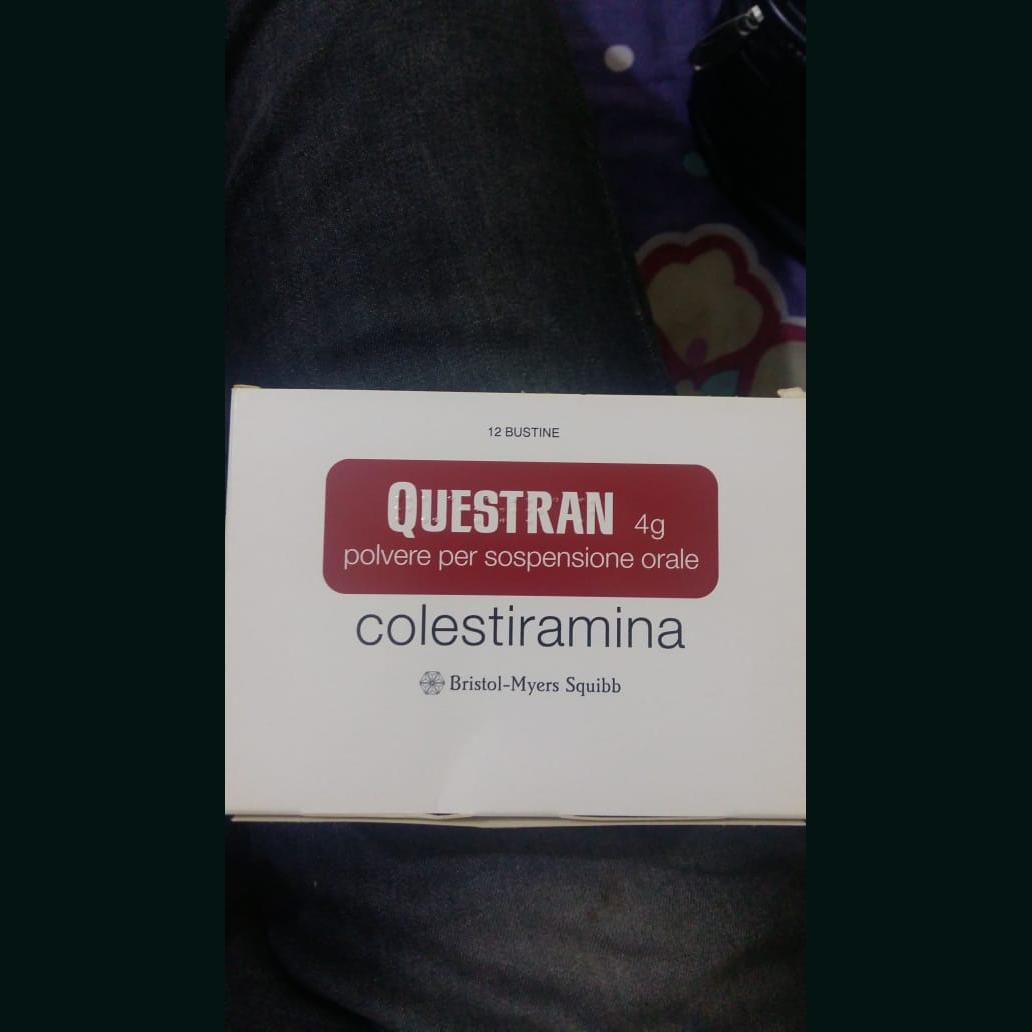 12 BUSTINE
QUESTRAN 4g
polvere per sospensione orale
colestiramina
Bristol-Myers Squibb